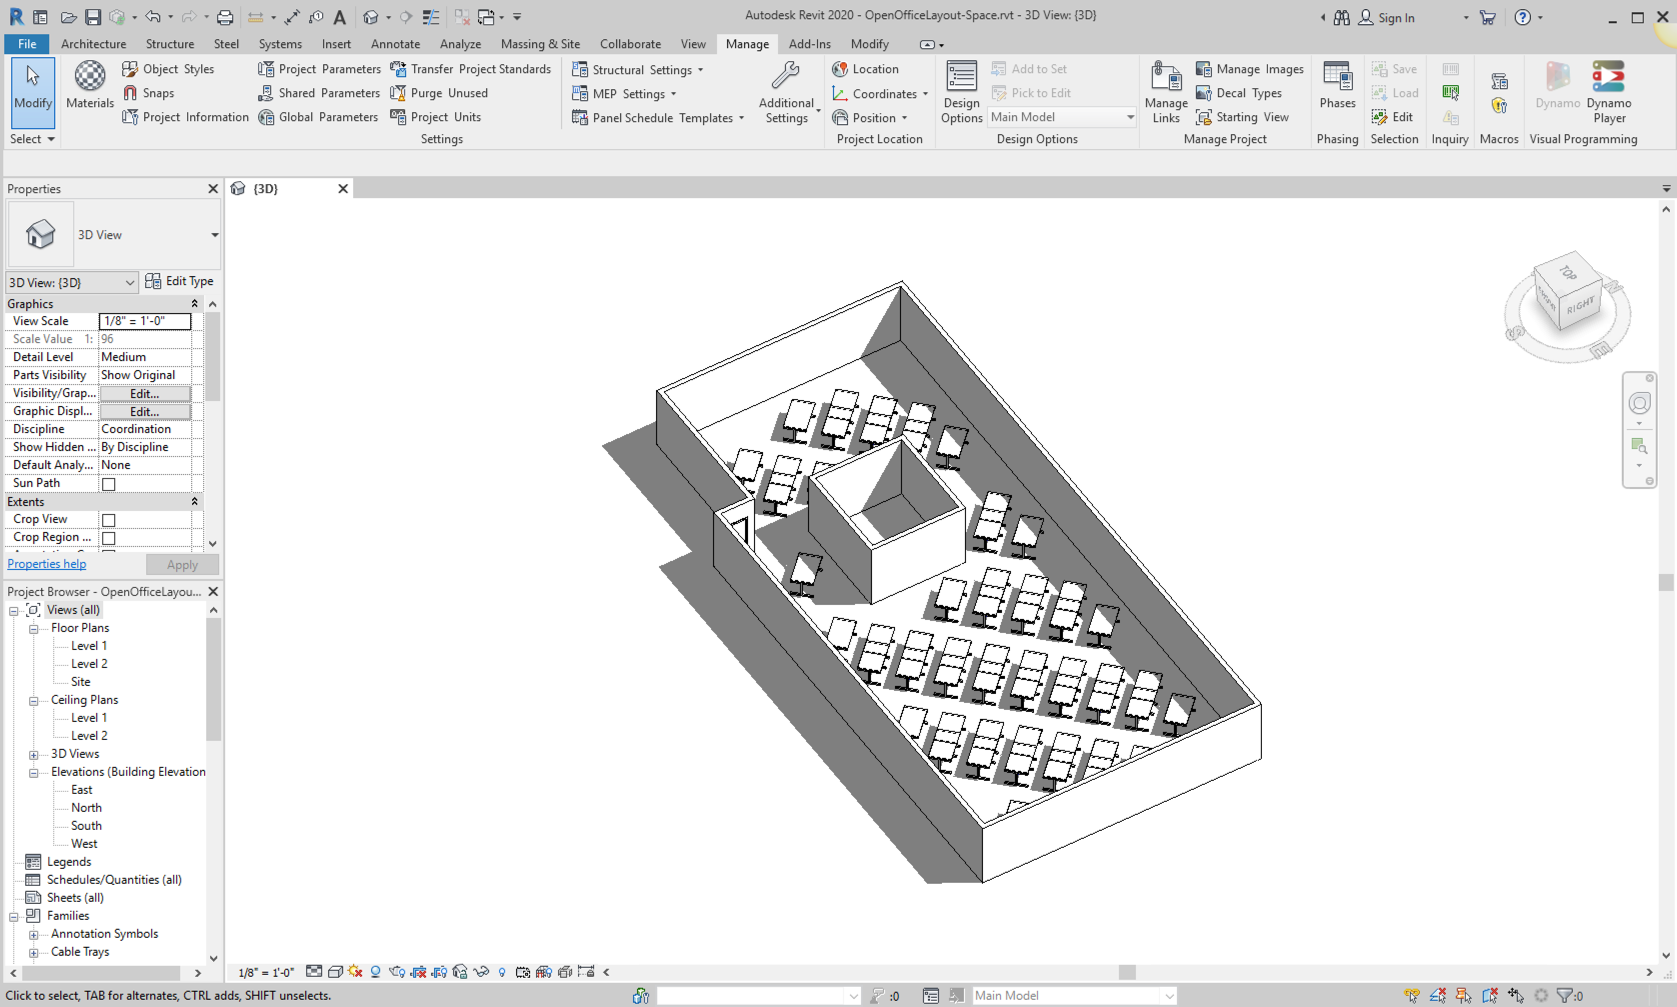 Autodesk Revit 2020 - OpenOfficeLayout-Space.rvt - 3D View: {3D}
Sign In
File Architecture Structure Steel Systems Insert Annotate Analyze Massing & Site Collaborate View Manage Add-Ins Modify
Modify
Select
Materials
Object Styles
Snaps
Project Information
Project Parameters
Shared Parameters
Global Parameters
Transfer Project Standards
Purge Unused
Project Units
Settings
Structural Settings
MEP Settings
Panel Schedule Templates
Additional
Settings
Location
Coordinates
Position
Project Location
Design
Options
Add to Set
Pick to Edit
Main Model
Design Options
Manage
Links
Manage Images
Decal Types
Starting View
Manage Project
Phases
Phasing
Save
Load
Edit
Selection
Inquiry
Macros
Dynamo
Dynamo
Player
Visual Programming
Properties
{3D}
3D View
3D View: {3D}
Edit Type
Graphics
View Scale 1/8" = 1'-0"
Scale Value 1: 96
Detail Level Medium
Parts Visibility Show Original
Visibility/Grap... Edit...
Graphic Displ... Edit...
Discipline Coordination
Show Hidden ... By Discipline
Default Analy... None
Sun Path
Extents
Crop View
Crop Region ...
Properties help
Apply
Project Browser - OpenOfficeLayou...
Views (all)
Floor Plans
Level 1
Level 2
Site
Ceiling Plans
Level 1
Level 2
3D Views
Elevations (Building Elevation
East
North
South
West
Legends
Schedules/Quantities (all)
Sheets (all)
Families
Annotation Symbols
Cable Trays
TOP
RIGHT
S
E
1/8" = 1'-0"
Click to select, TAB for alternates, CTRL adds, SHIFT unselects.
:0
Main Model
:0